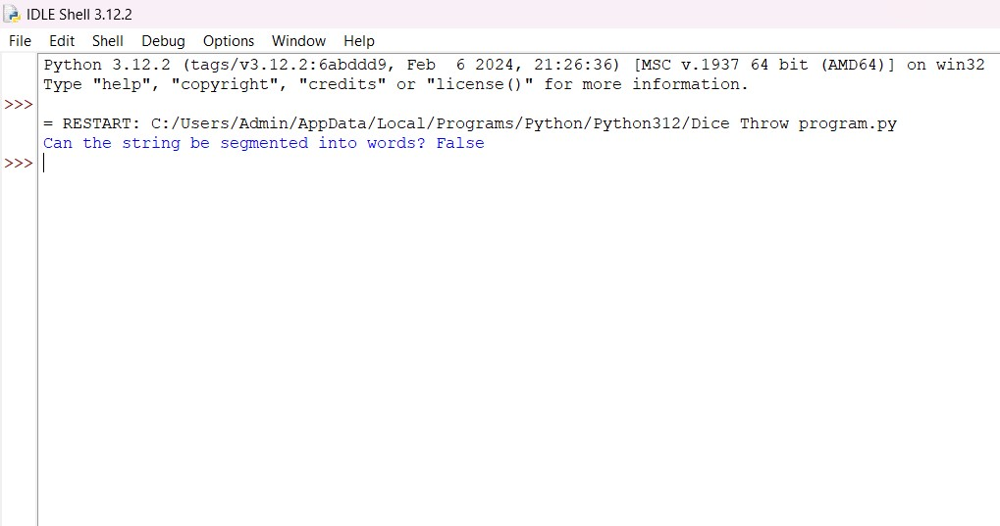 IDLE Shell 3.12.2
File Edit Shell Debug Options Window Help
Python 3.12.2 (tags/v3.12.2:6abddd9, Feb  6 2024, 21:26:36) [MSC v.1937 64 bit (AMD64)] on win32
Type "help", "copyright", "credits" or "license()" for more information.
>>>
= RESTART: C:/Users/Admin/AppData/Local/Programs/Python/Python312/Dice Throw program.py
Can the string be segmented into words? False
>>>